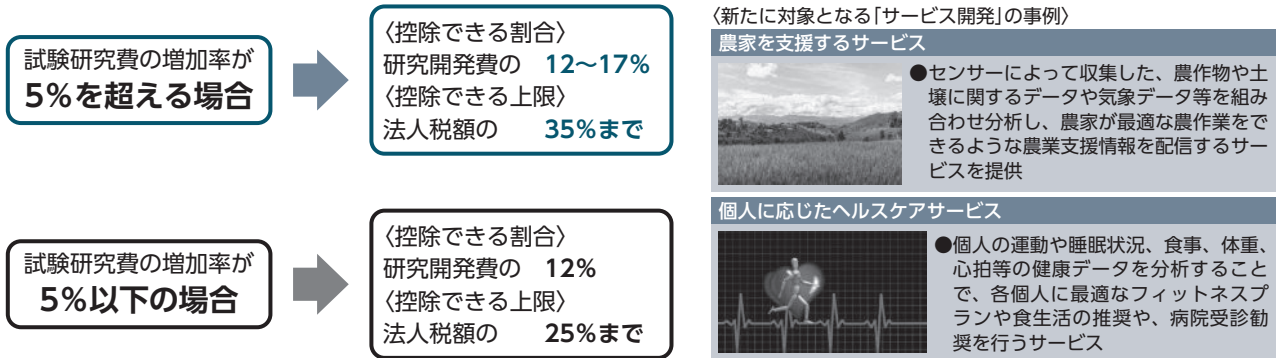 試験研究費の増加率が
5%を超える場合
〈控除できる割合〉
研究開発費の 12〜17%
〈控除できる上限〉
法人税額の 35%まで
試験研究費の増加率が
5%以下の場合
〈控除できる割合〉
研究開発費の 12%
〈控除できる上限〉
法人税額の 25%まで
〈新たに対象となる「サービス開発」の事例〉
農家を支援するサービス
●センサーによって収集した、農作物や土
壌に関するデータや気象データ等を組み
合わせ分析し、農家が最適な農作業をで
きるような農業支援情報を配信するサー
ビスを提供
個人に応じたヘルスケアサービス
●個人の運動や睡眠状況、食事、体重、
心拍等の健康データを分析すること
で、各個人に最適なフィットネスプ
ランや食生活の推奨や、病院受診勧
奨を行うサービス